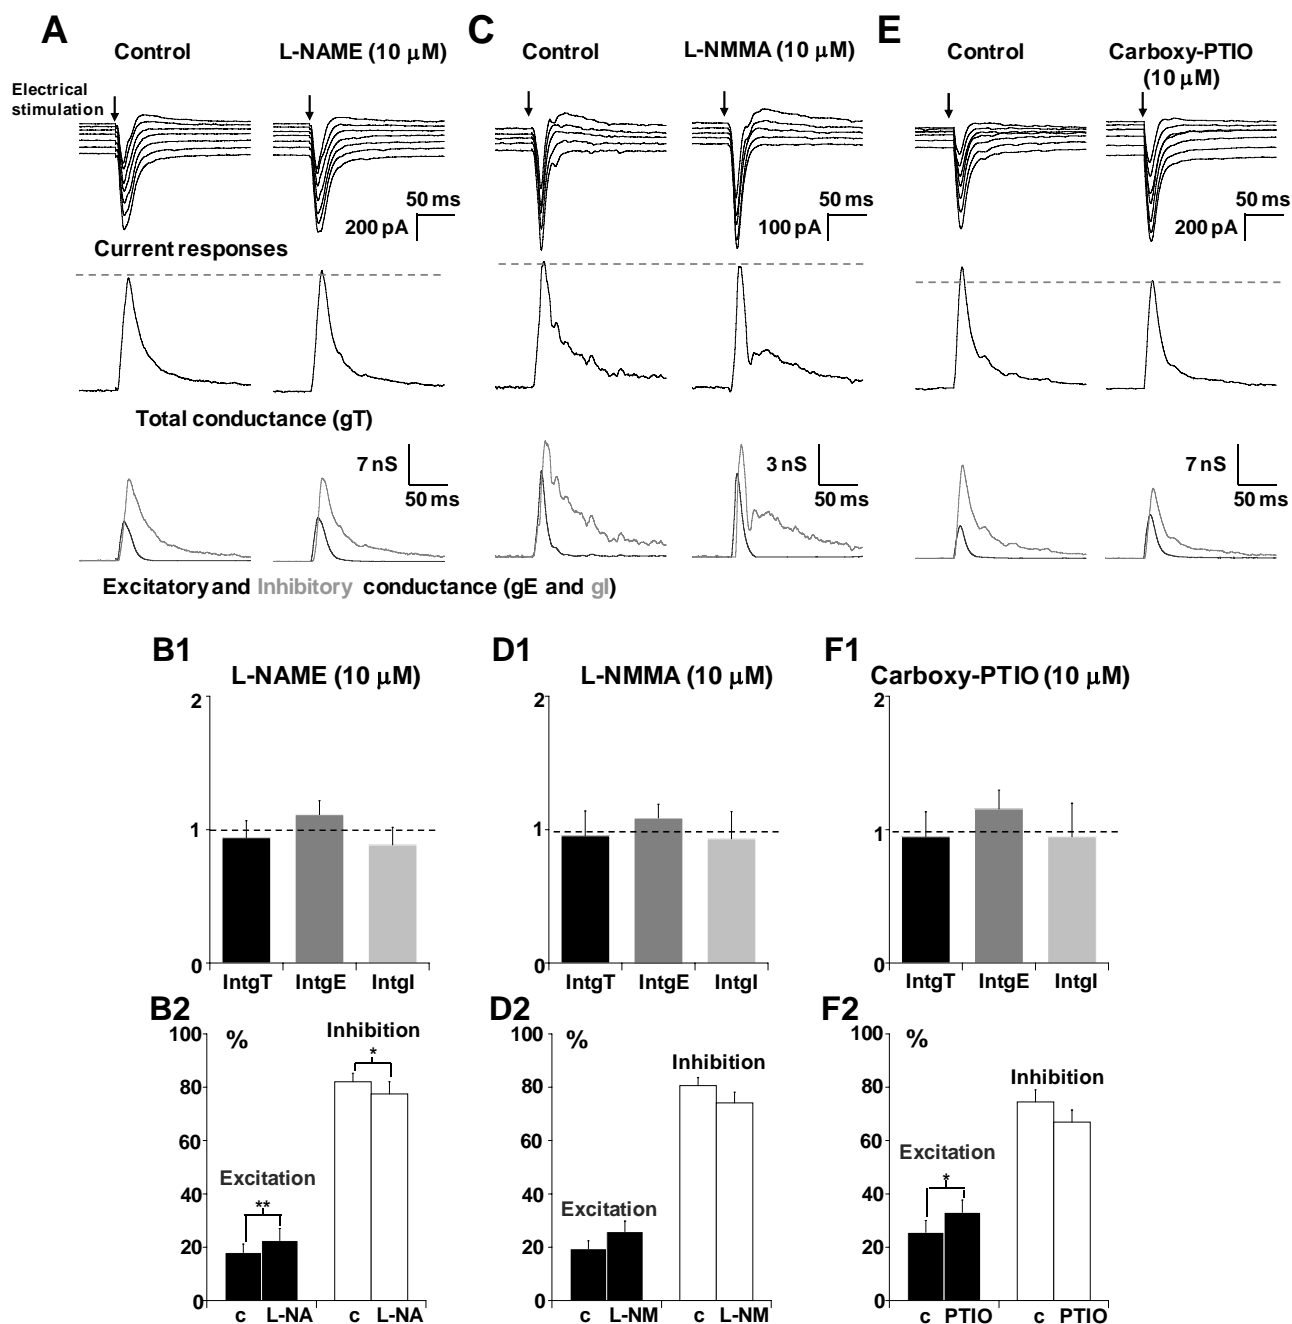 A
C
E
Control
L-NAME (10 μM)
Control
L-NMMA (10 μM)
Control
Carboxy-PTIO
(10 μM)
Electrical
stimulation
50 ms
200 pA
50 ms
100 pA
50 ms
200 pA
Current responses
Total conductance (gT)
7 nS
50 ms
3 nS
50 ms
7 nS
50 ms
Excitatory and Inhibitory conductance (gE and gI)
B1
L-NAME (10 μM)
2
1
0
IntgT IntgE IntgI
D1
L-NMMA (10 μM)
2
1
0
IntgT IntgE IntgI
F1
Carboxy-PTIO (10 μM)
2
1
0
IntgT IntgE IntgI
B2
100
80
60
40
20
0
%
Inhibition
*
Excitation
**
c L-NA c L-NA
D2
100
80
60
40
20
0
%
Inhibition
Excitation
c L-NM c L-NM
F2
100
80
60
40
20
0
%
Inhibition
Excitation
*
c PTIO c PTIO